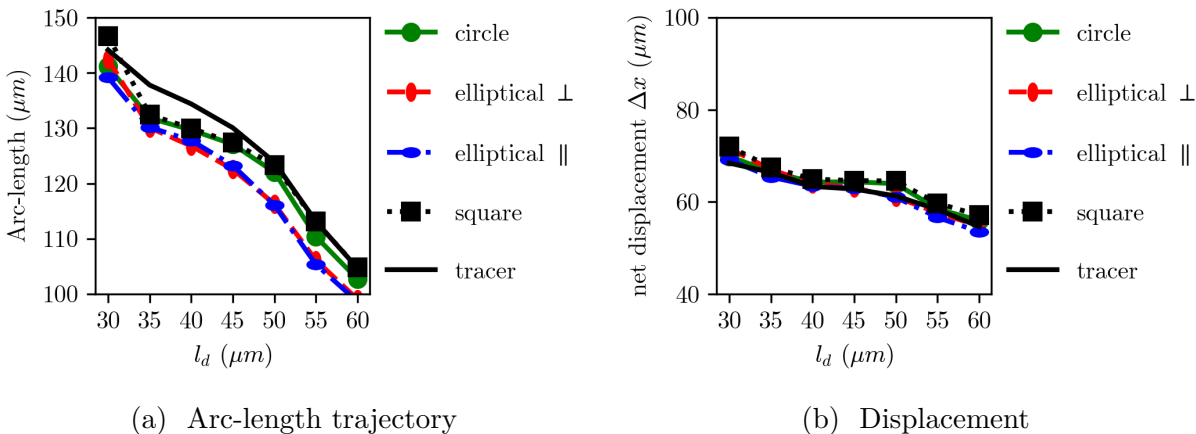 150
140
130
120
110
100
Arc-length (μm)
30 35 40 45 50 55 60
l_d (μm)
circle
elliptical ⊥
elliptical ∥
square
tracer
(a) Arc-length trajectory
100
80
60
40
net displacement Δx (μm)
30 35 40 45 50 55 60
l_d (μm)
circle
elliptical ⊥
elliptical ∥
square
tracer
(b) Displacement